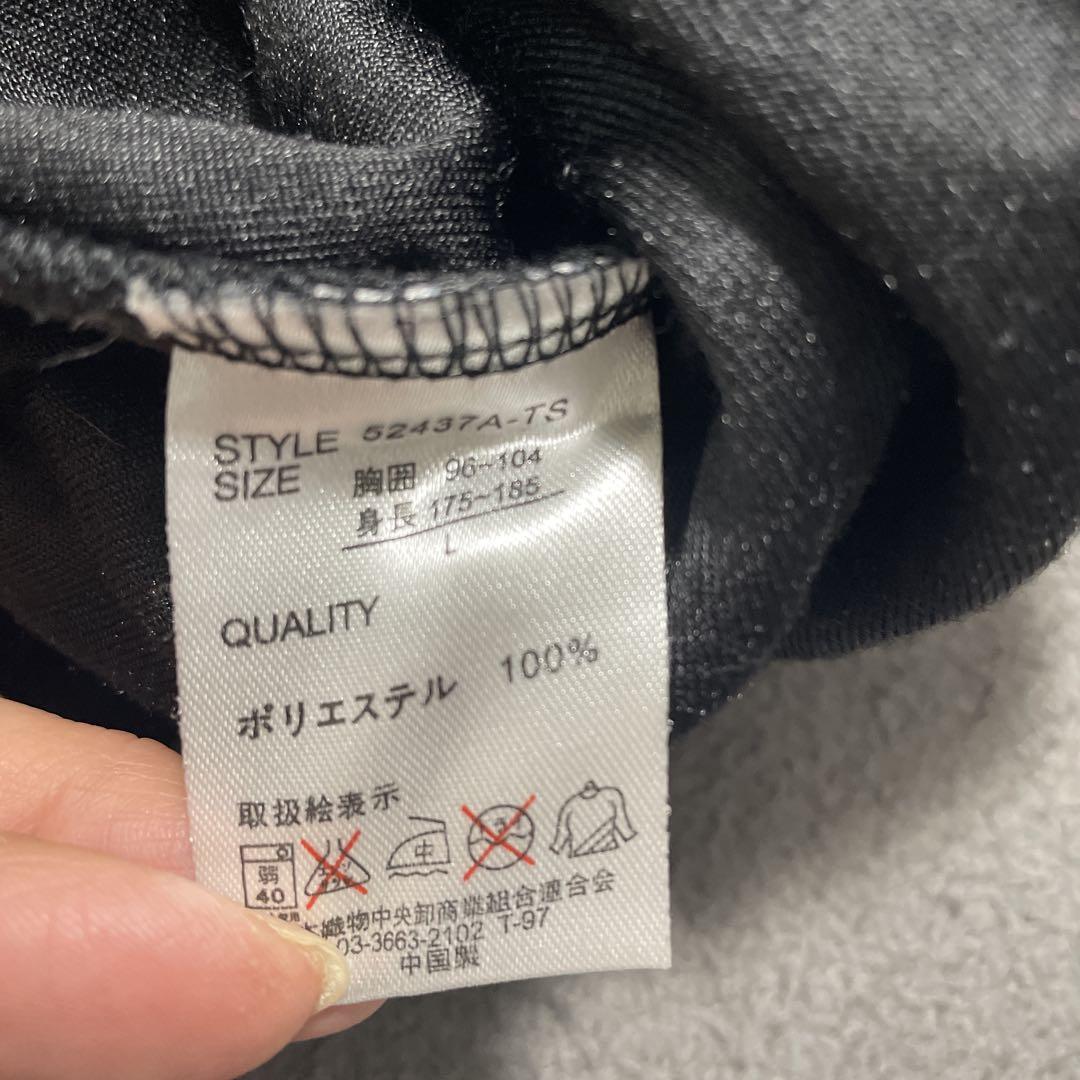 STYLE 52437A-TS
SIZE 胸囲 96~104
身長 175~185
L
QUALITY
ポリエステル 100%
取扱絵表示
弱 中
40
織物中央卸商業組合連合会
03-3663-2102 T-97
中国製